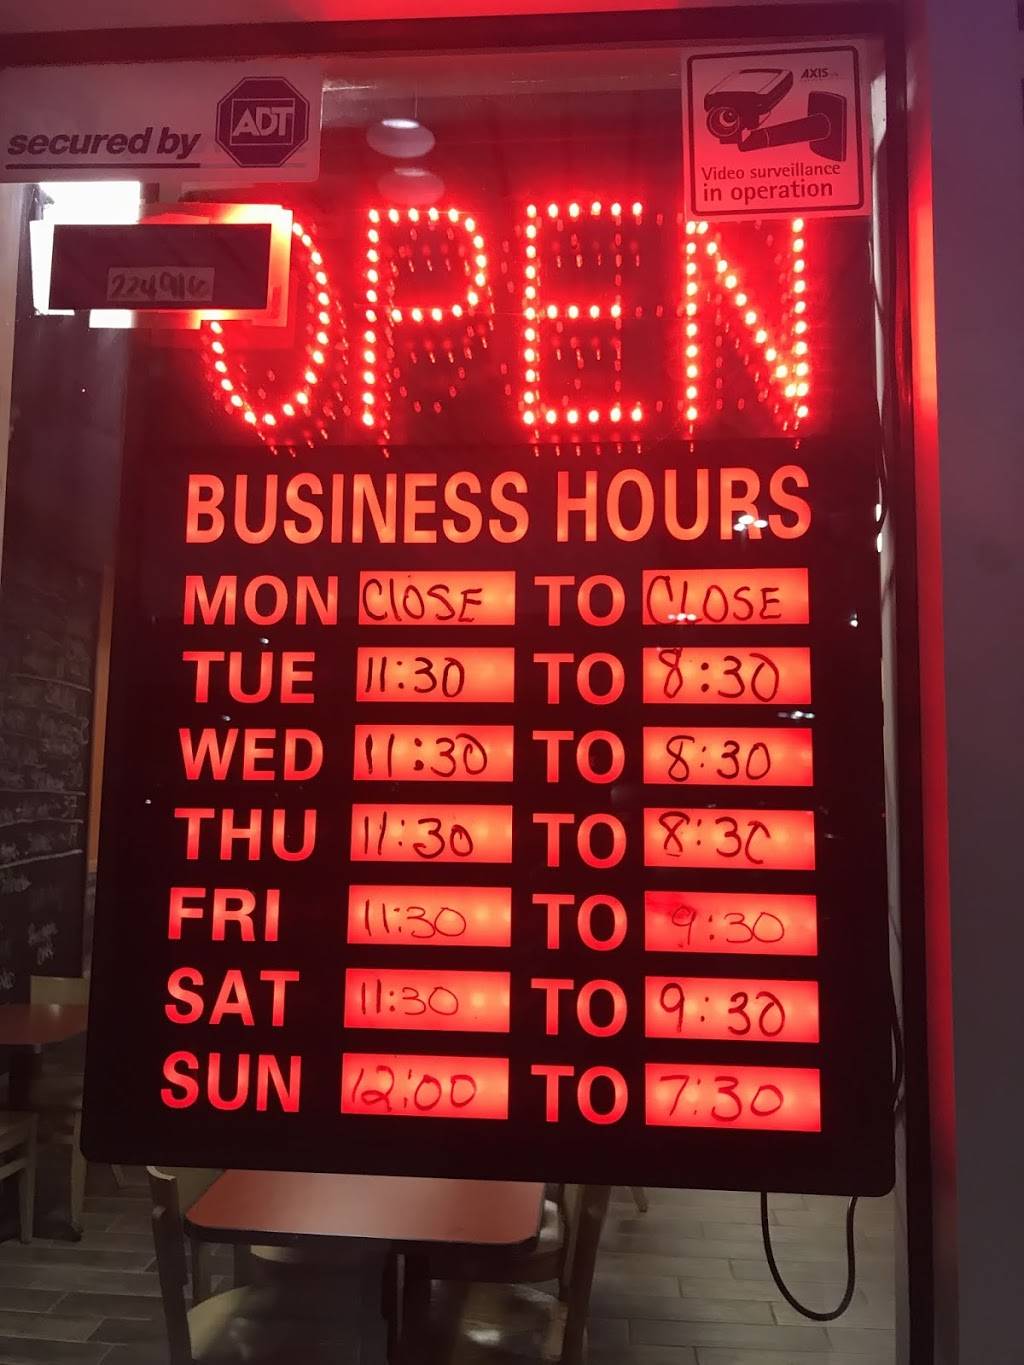 secured by ADT
AXIS
Video surveillance
in operation
OPEN
BUSINESS HOURS
MON ClOSE TO CLOSE
TUE 11:30 TO 8:30
WED 11:30 TO 8:30
THU 11:30 TO 8:30
FRI 11:30 TO 9:30
SAT 11:30 TO 9:30
SUN 12:00 TO 7:30